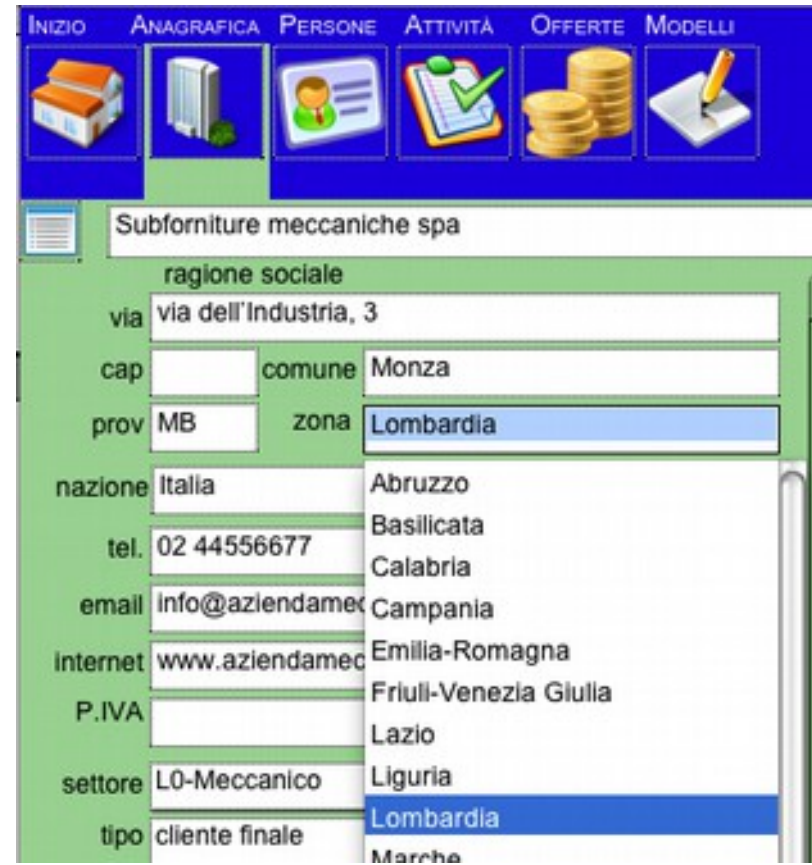 INIZIO ANAGRAFICA PERSONE ATTIVITÀ OFFERTE MODELLI
Subforniture meccaniche spa
ragione sociale
via via dell'Industria, 3
cap comune Monza
prov MB zona Lombardia
nazione Italia Abruzzo
Basilicata
tel. 02 44556677
Calabria
email info@aziendamec Campania
internet www.aziendamec Emilia-Romagna
Friuli-Venezia Giulia
P.IVA
Lazio
settore L0-Meccanico Liguria
Lombardia
tipo cliente finale
Marche